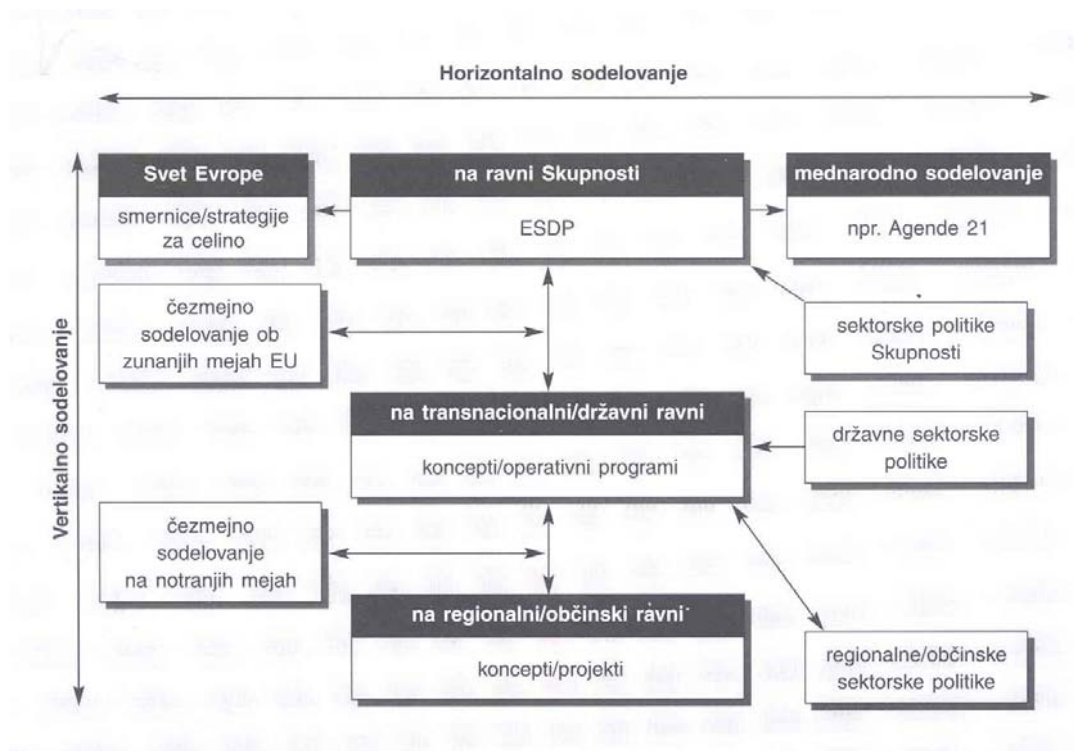 Horizontalno sodelovanje
Vertikalno sodelovanje
Svet Evrope
smernice/strategije
za celino
na ravni Skupnosti
ESDP
mednarodno sodelovanje
npr. Agende 21
čezmejno
sodelovanje ob
zunanjih mejah EU
sektorske politike
Skupnosti
na transnacionalni/državni ravni
koncepti/operativni programi
državne sektorske
politike
čezmejno
sodelovanje
na notranjih mejah
na regionalni/občinski ravni
koncepti/projekti
regionalne/občinske
sektorske politike